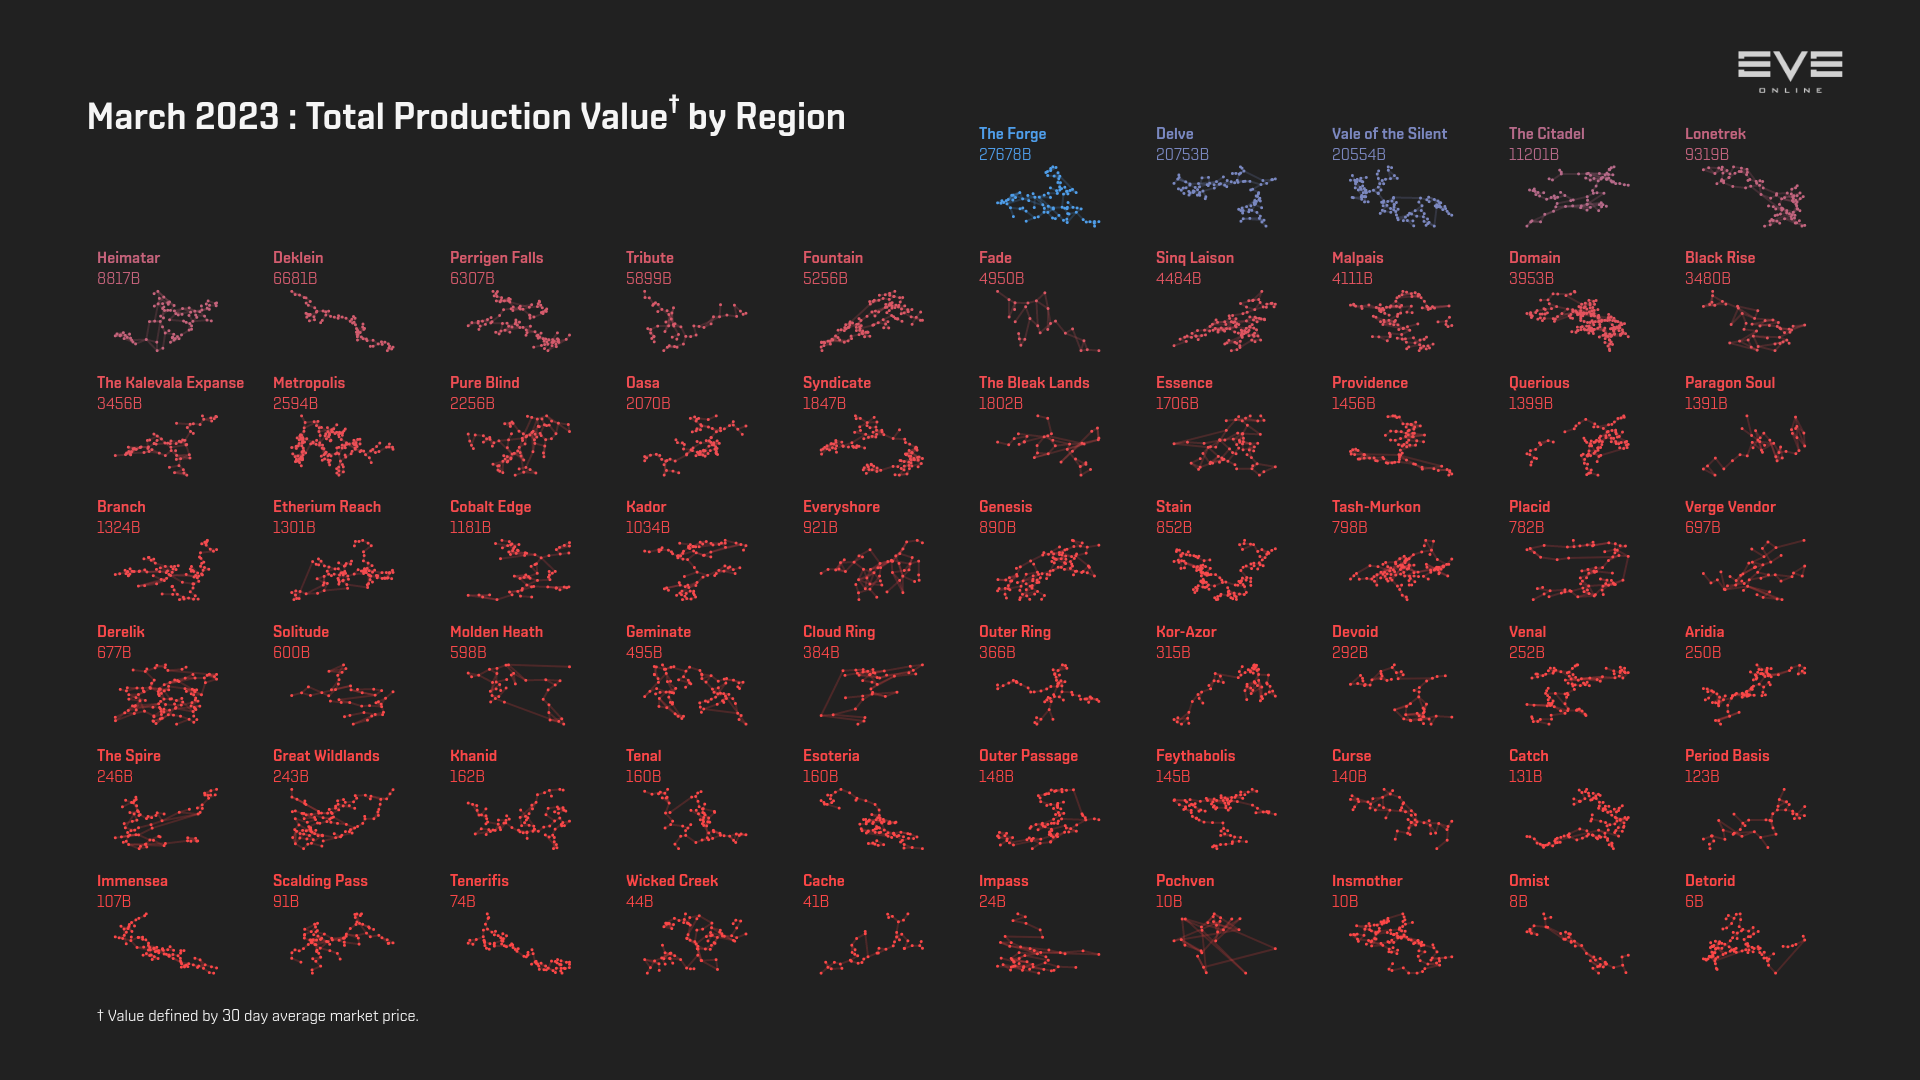 EVE
ONLINE
March 2023 : Total Production Value† by Region
The Forge
27678B
Delve
20753B
Vale of the Silent
20554B
The Citadel
11201B
Lonetrek
9319B
Heimatar
8817B
Deklein
6681B
Perrigen Falls
6307B
Tribute
5899B
Fountain
5256B
Fade
4950B
Sinq Laison
4484B
Malpais
4111B
Domain
3953B
Black Rise
3480B
The Kalevala Expanse
3456B
Metropolis
2594B
Pure Blind
2256B
Oasa
2070B
Syndicate
1847B
The Bleak Lands
1802B
Essence
1706B
Providence
1456B
Querious
1399B
Paragon Soul
1391B
Branch
1324B
Etherium Reach
1301B
Cobalt Edge
1181B
Kador
1034B
Everyshore
921B
Genesis
890B
Stain
852B
Tash-Murkon
798B
Placid
782B
Verge Vendor
697B
Derelik
677B
Solitude
600B
Molden Heath
598B
Geminate
495B
Cloud Ring
384B
Outer Ring
366B
Kor-Azor
315B
Devoid
292B
Venal
252B
Aridia
250B
The Spire
246B
Great Wildlands
243B
Khanid
162B
Tenal
160B
Esoteria
160B
Outer Passage
148B
Feythabolis
145B
Curse
140B
Catch
131B
Period Basis
123B
Immensea
107B
Scalding Pass
91B
Tenerifis
74B
Wicked Creek
44B
Cache
41B
Impass
24B
Pochven
10B
Insmother
10B
Omist
8B
Detorid
6B
† Value defined by 30 day average market price.